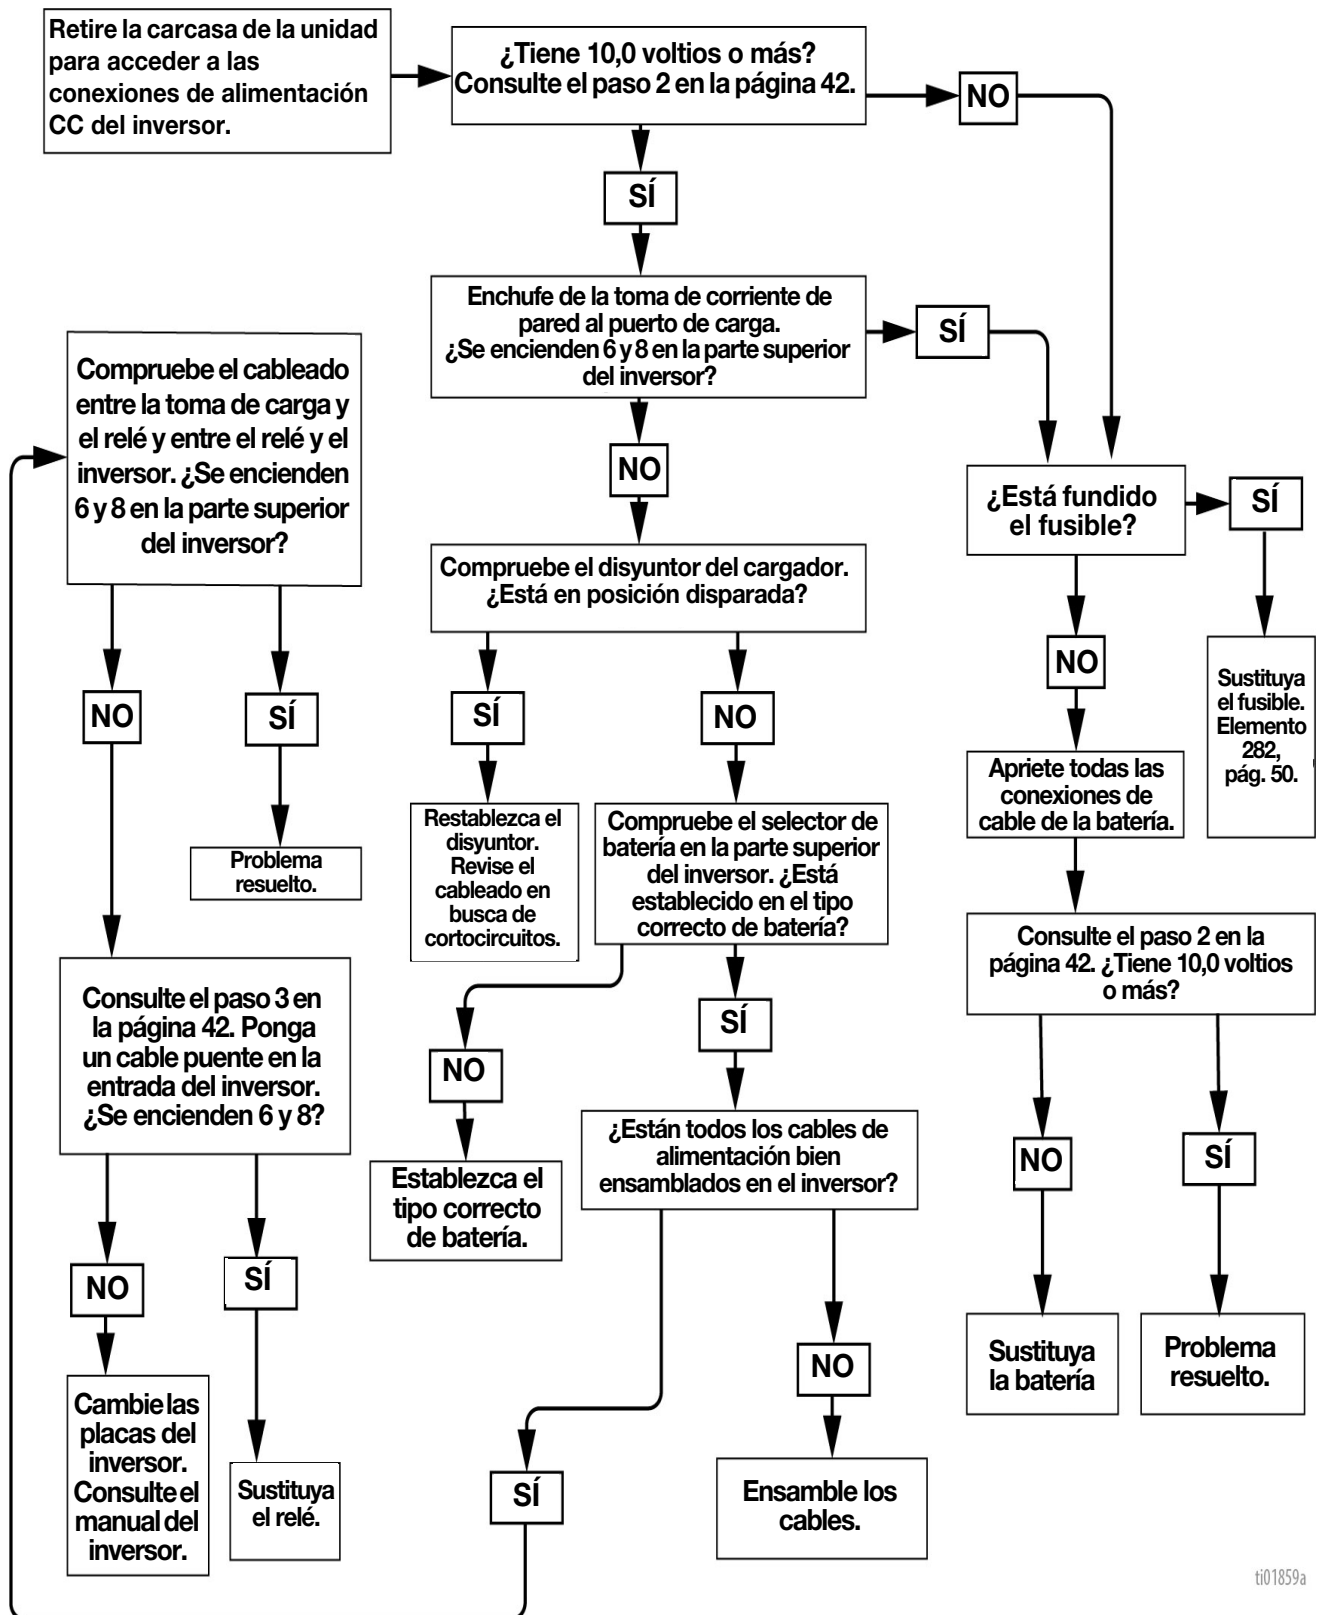 Retire la carcasa de la unidad
para acceder a las
conexiones de alimentación
CC del inversor.
¿Tiene 10,0 voltios o más?
Consulte el paso 2 en la página 42.
NO
SÍ
Enchufe de la toma de corriente de
pared al puerto de carga.
¿Se encienden 6 y 8 en la parte superior
del inversor?
SÍ
NO
Compruebe el cableado
entre la toma de carga y
el relé y entre el relé y el
inversor. ¿Se encienden
6 y 8 en la parte superior
del inversor?
¿Está fundido
el fusible?
SÍ
Compruebe el disyuntor del cargador.
¿Está en posición disparada?
NO
Sustituya
el fusible.
Elemento
282,
pág. 50.
NO
SÍ
SÍ
NO
Apriete todas las
conexiones de
cable de la batería.
Restablezca el
disyuntor.
Revise el
cableado en
busca de
cortocircuitos.
Compruebe el selector de
batería en la parte superior
del inversor. ¿Está
establecido en el tipo
correcto de batería?
Problema
resuelto.
Consulte el paso 2 en la
página 42. ¿Tiene 10,0 voltios
o más?
Consulte el paso 3 en
la página 42. Ponga
un cable puente en la
entrada del inversor.
¿Se encienden 6 y 8?
SÍ
NO
¿Están todos los cables de
alimentación bien
ensamblados en el inversor?
NO
SÍ
Establezca el
tipo correcto
de batería.
NO
SÍ
NO
Sustituya
la batería
Problema
resuelto.
Cambie las
placas del
inversor.
Consulte el
manual del
inversor.
Sustituya
el relé.
SÍ
Ensamble los
cables.
ti01859a